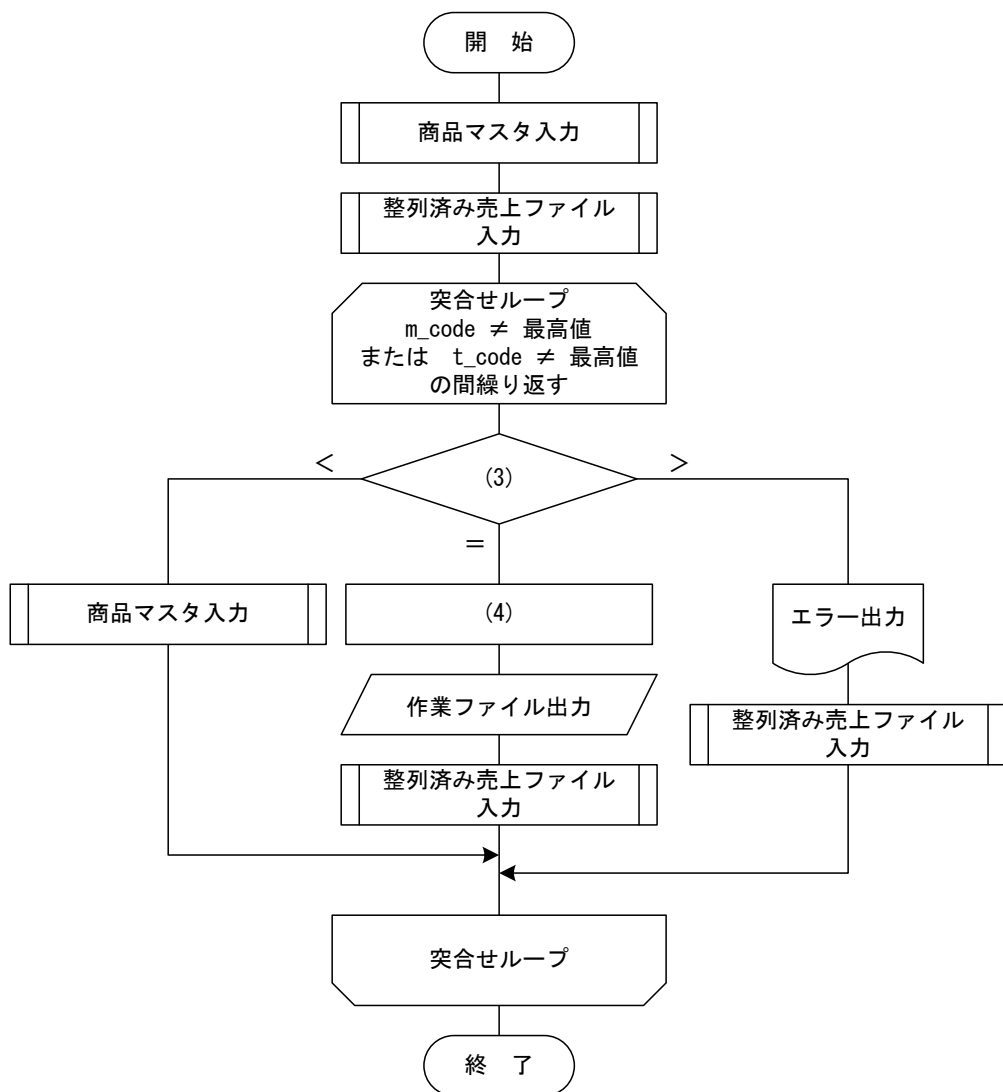 開　始
商品マスタ入力
整列済み売上ファイル
入力
突合せループ
m_code ≠ 最高値
または　t_code ≠ 最高値
の間繰り返す
＜
(3)
＞
＝
商品マスタ入力
(4)
エラー出力
作業ファイル出力
整列済み売上ファイル
入力
整列済み売上ファイル
入力
突合せループ
終　了